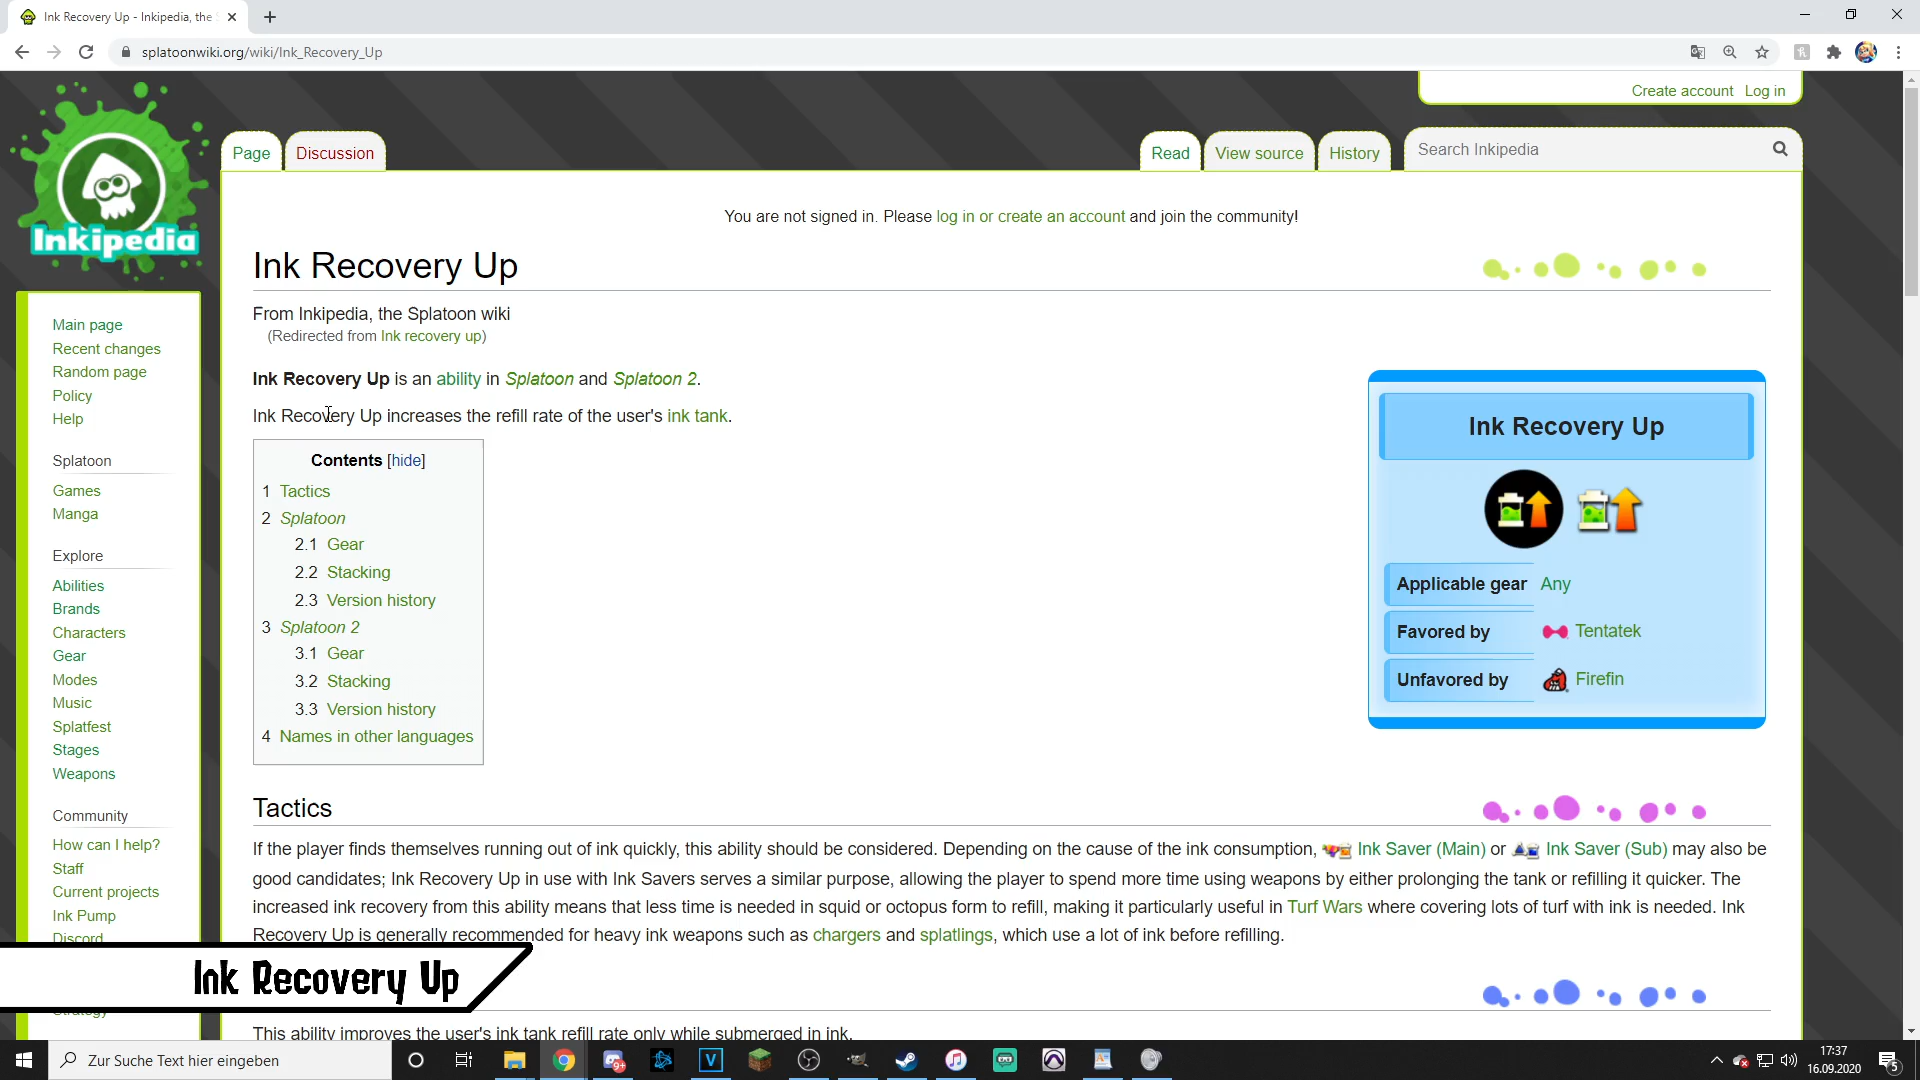 Ink Recovery Up - Inkipedia, the
splatoonwiki.org/wiki/Ink_Recovery_Up
Create account Log in
Page Discussion Read View source History Search Inkipedia
Inkipedia
You are not signed in. Please log in or create an account and join the community!
Ink Recovery Up
From Inkipedia, the Splatoon wiki
(Redirected from Ink recovery up)
Ink Recovery Up is an ability in Splatoon and Splatoon 2.
Ink Recovery Up increases the refill rate of the user's ink tank.
Contents [hide]
1 Tactics
2 Splatoon
2.1 Gear
2.2 Stacking
2.3 Version history
3 Splatoon 2
3.1 Gear
3.2 Stacking
3.3 Version history
4 Names in other languages
Ink Recovery Up
Applicable gear Any
Favored by Tentatek
Unfavored by Firefin
Main page
Recent changes
Random page
Policy
Help
Splatoon
Games
Manga
Explore
Abilities
Brands
Characters
Gear
Modes
Music
Splatfest
Stages
Weapons
Community
How can I help?
Staff
Current projects
Ink Pump
Discord
Strategy
Tactics
If the player finds themselves running out of ink quickly, this ability should be considered. Depending on the cause of the ink consumption, Ink Saver (Main) or Ink Saver (Sub) may also be
good candidates; Ink Recovery Up in use with Ink Savers serves a similar purpose, allowing the player to spend more time using weapons by either prolonging the tank or refilling it quicker. The
increased ink recovery from this ability means that less time is needed in squid or octopus form to refill, making it particularly useful in Turf Wars where covering lots of turf with ink is needed. Ink
Recovery Up is generally recommended for heavy ink weapons such as chargers and splatlings, which use a lot of ink before refilling.
This ability improves the user's ink tank refill rate only while submerged in ink.
Ink Recovery Up
Zur Suche Text hier eingeben
9+
V
17:37
16.09.2020
5